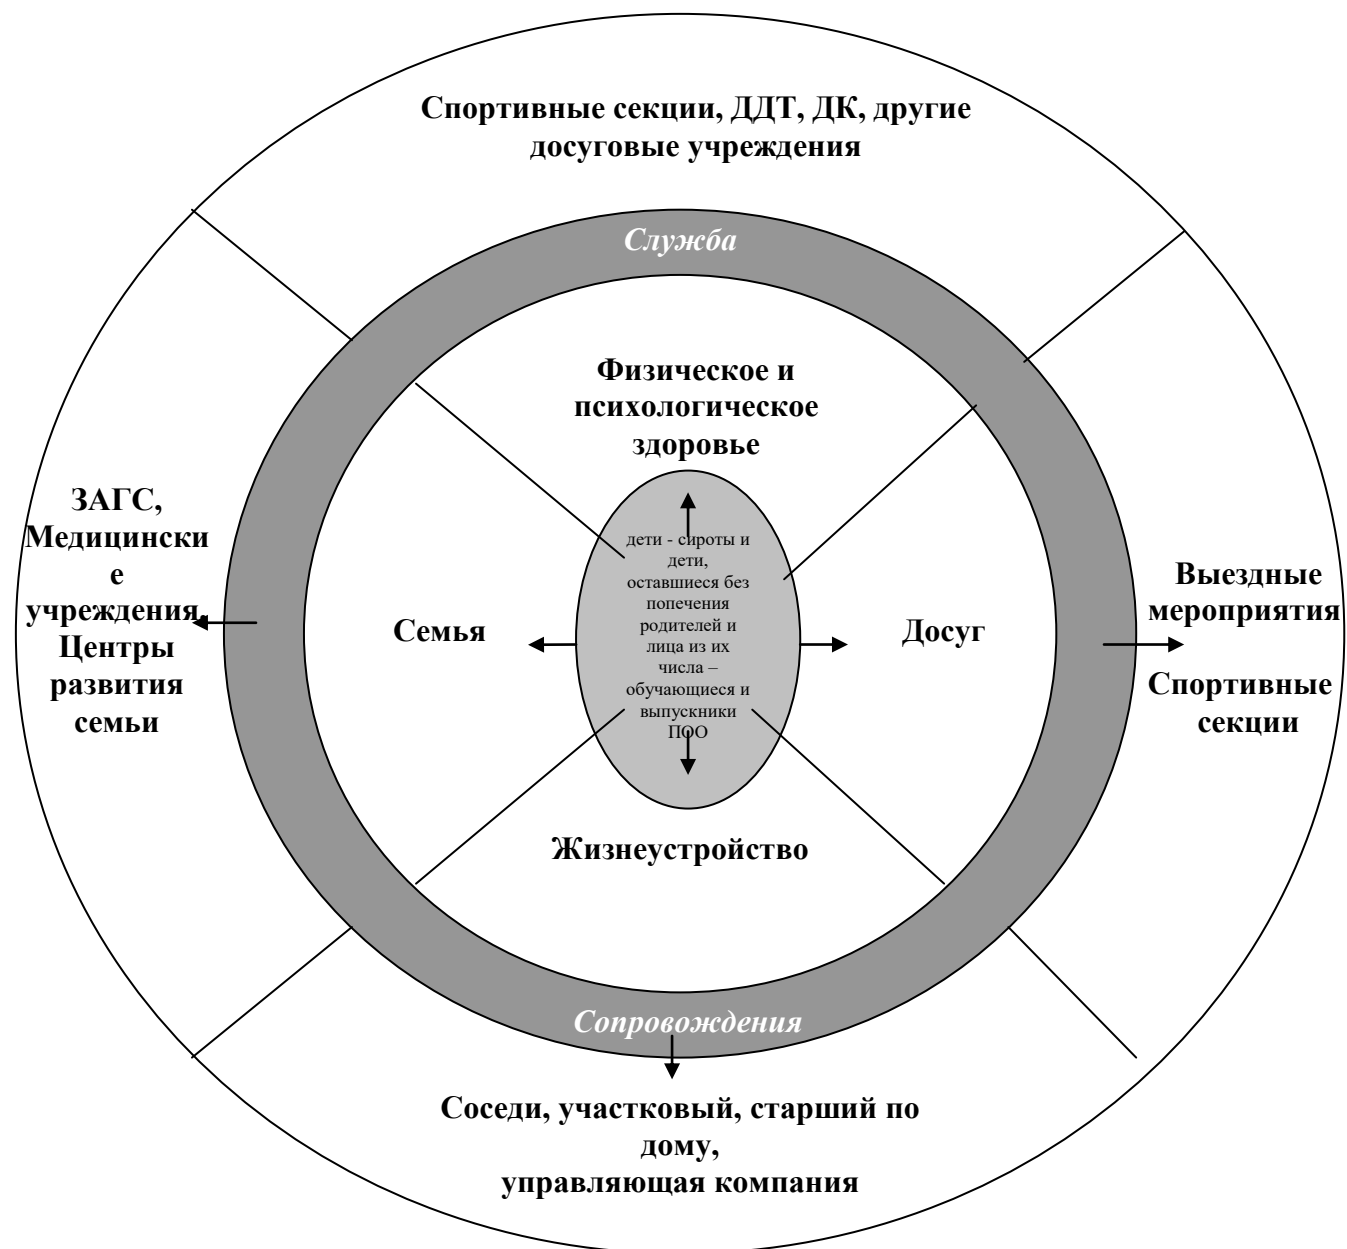 Спортивные секции, ДДТ, ДК, другие
досуговые учреждения
Служба
Физическое и
психологическое
здоровье
ЗАГС,
Медицински
е
учреждения,
Центры
развития
семьи
Семья
дети - сироты и
дети,
оставшиеся без
попечения
родителей и
лица из их
числа –
обучающиеся и
выпускники
ПОО
Досуг
Выездные
мероприятия
Спортивные
секции
Жизнеустройство
Сопровождения
Соседи, участковый, старший по
дому,
управляющая компания